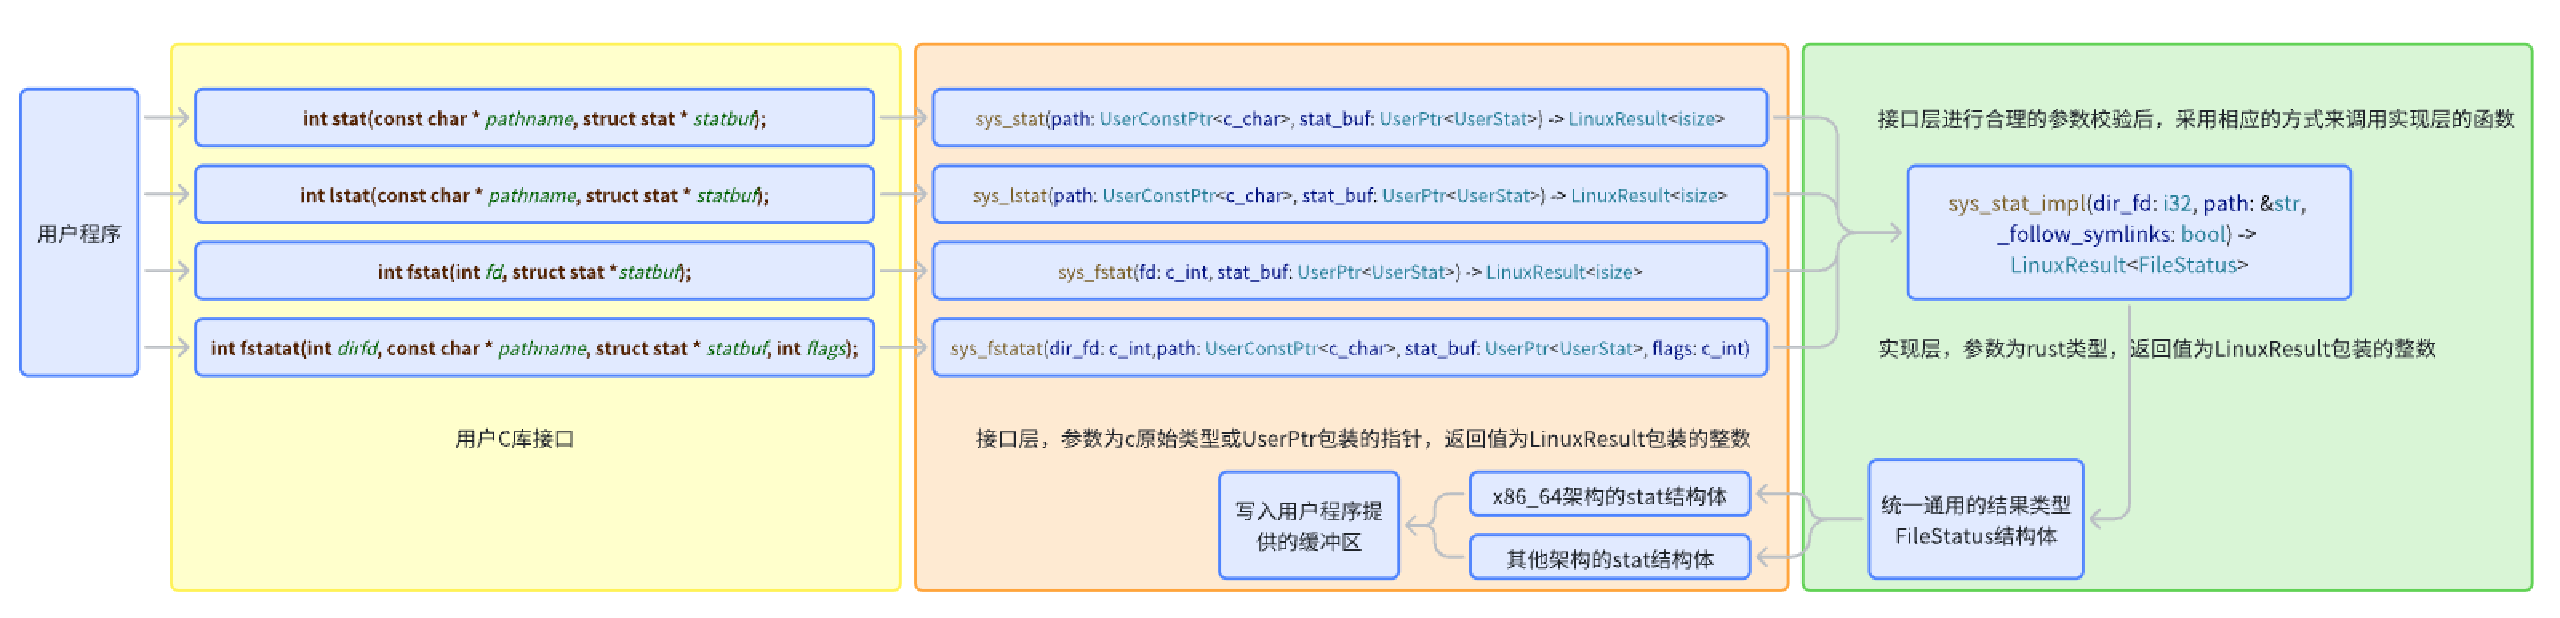 用户程序
int stat(const char * pathname, struct stat * statbuf);
int lstat(const char * pathname, struct stat * statbuf);
int fstat(int fd, struct stat *statbuf);
int fstatat(int dirfd, const char * pathname, struct stat * statbuf, int flags);
用户C库接口
sys_stat(path: UserConstPtr<c_char>, stat_buf: UserPtr<UserStat>) -> LinuxResult<isize>
sys_lstat(path: UserConstPtr<c_char>, stat_buf: UserPtr<UserStat>) -> LinuxResult<isize>
sys_fstat(fd: c_int, stat_buf: UserPtr<UserStat>) -> LinuxResult<isize>
sys_fstatat(dir_fd: c_int,path: UserConstPtr<c_char>, stat_buf: UserPtr<UserStat>, flags: c_int)
接口层，参数为c原始类型或UserPtr包装的指针，返回值为LinuxResult包装的整数
写入用户程序提
供的缓冲区
x86_64架构的stat结构体
其他架构的stat结构体
接口层进行合理的参数校验后，采用相应的方式来调用实现层的函数
sys_stat_impl(dir_fd: i32, path: &str,
_follow_symlinks: bool) ->
LinuxResult<FileStatus>
实现层，参数为rust类型，返回值为LinuxResult包装的整数
统一通用的结果类型
FileStatus结构体